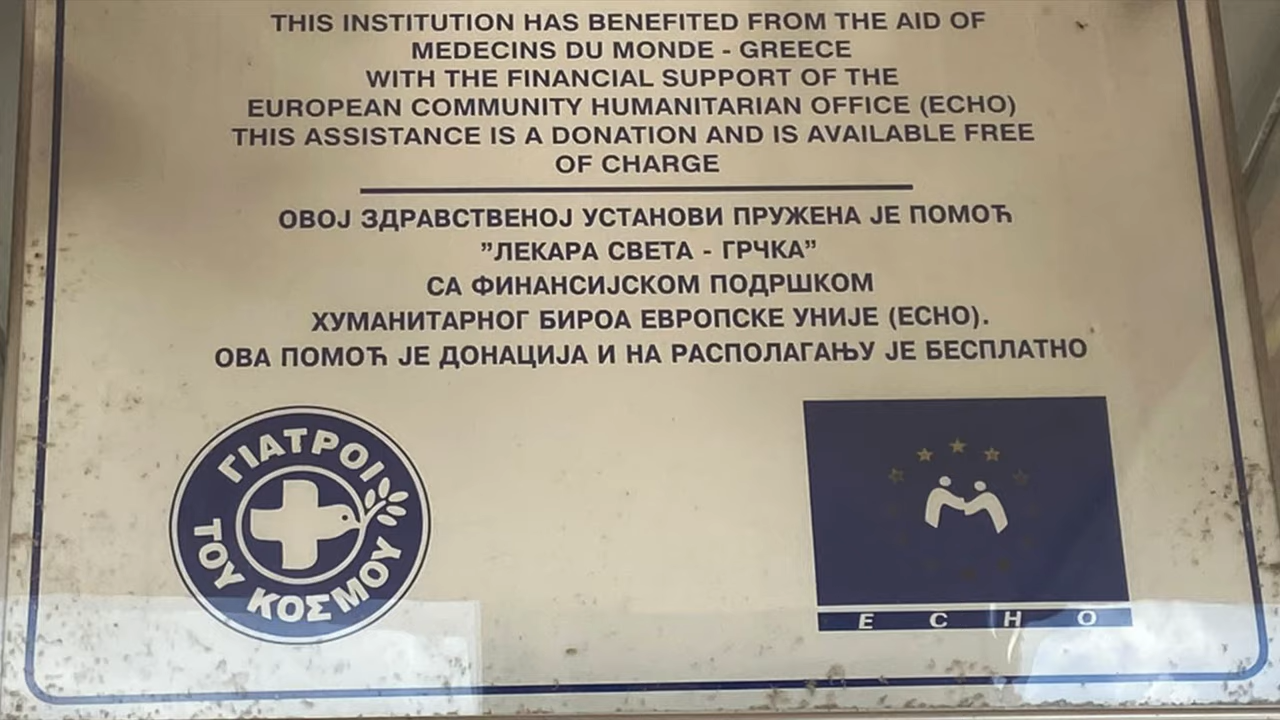 THIS INSTITUTION HAS BENEFITED FROM THE AID OF
MEDECINS DU MONDE - GREECE
WITH THE FINANCIAL SUPPORT OF THE
EUROPEAN COMMUNITY HUMANITARIAN OFFICE (ECHO)
THIS ASSISTANCE IS A DONATION AND IS AVAILABLE FREE
OF CHARGE
ОВОЈ ЗДРАВСТВЕНОЈ УСТАНОВИ ПРУЖЕНА ЈЕ ПОМОЋ
”ЛЕКАРА СВЕТА - ГРЧКА”
СА ФИНАНСИЈСКОМ ПОДРШКОМ
ХУМАНИТАРНОГ БИРОА ЕВРОПСКЕ УНИЈЕ (ECHO).
ОВА ПОМОЋ ЈЕ ДОНАЦИЈА И НА РАСПОЛАГАЊУ ЈЕ БЕСПЛАТНО
ΓΙΑΤΡΟΙ
ΤΟΥ ΚΟΣΜΟΥ
E C H O